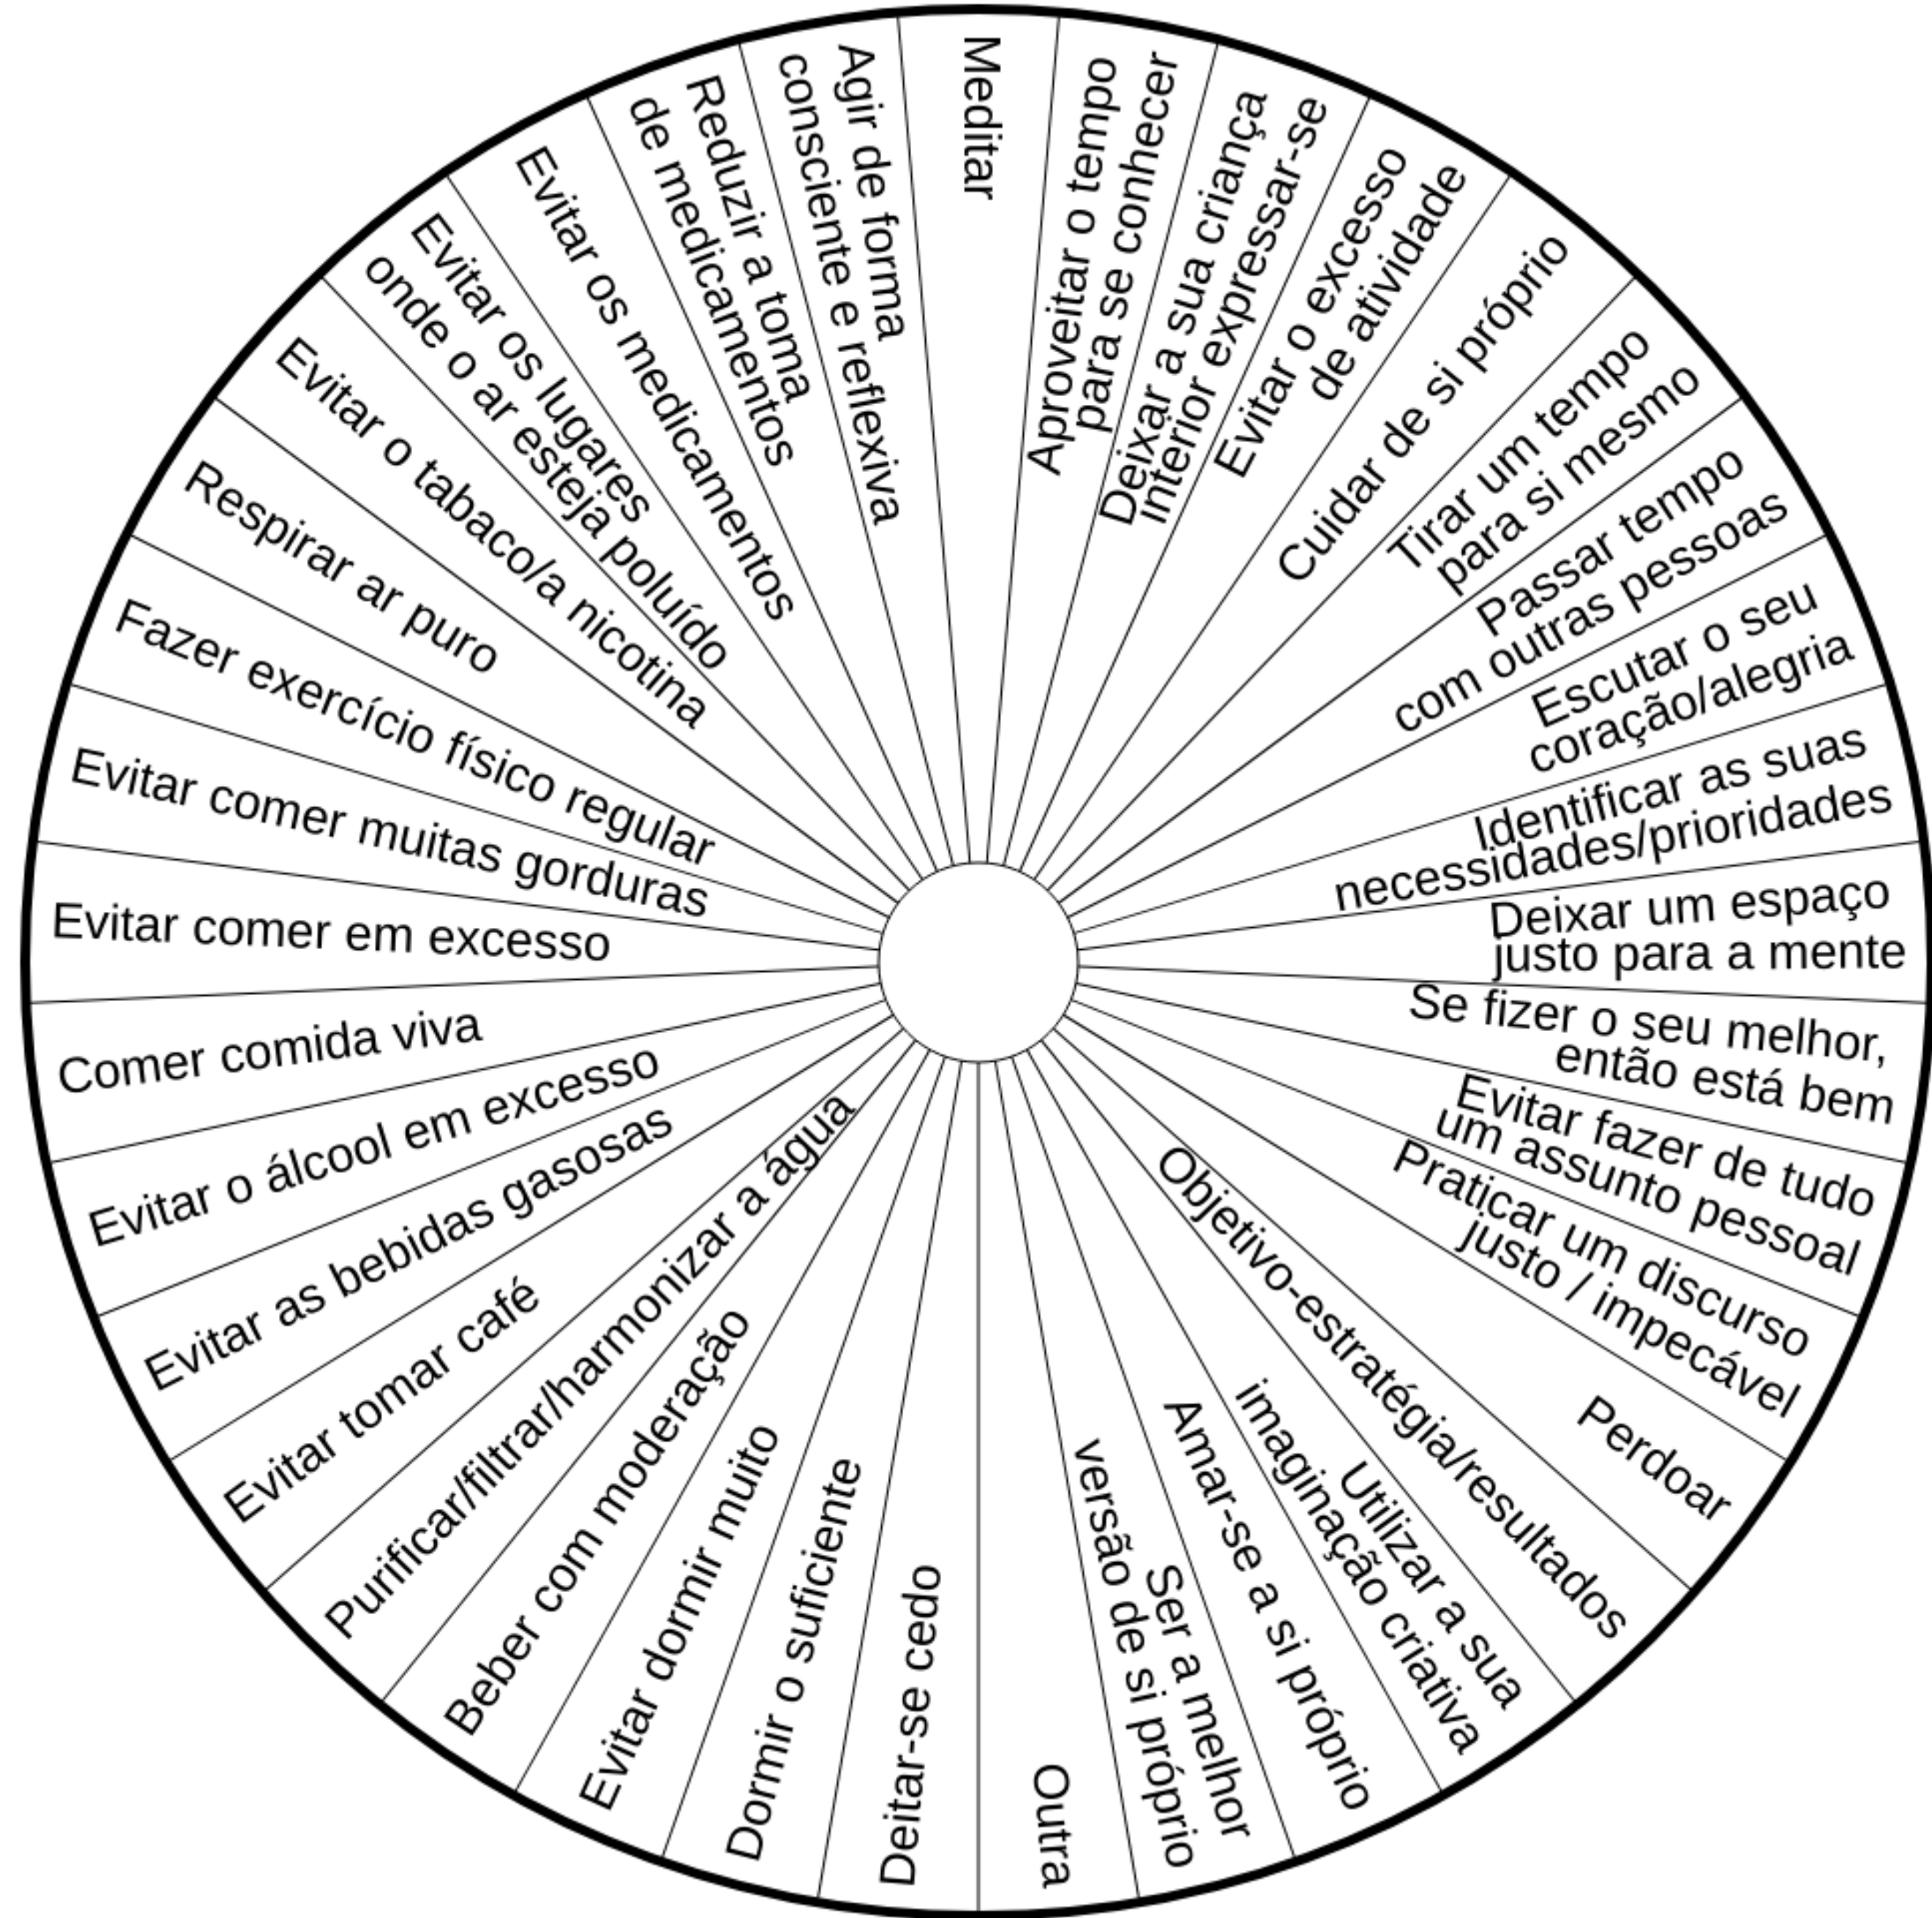 Meditar
Aproveitar o tempo
para se conhecer
Deixar a sua criança
interior expressar-se
Evitar o excesso
de atividade
Cuidar de si próprio
Tirar um tempo
para si mesmo
Passar tempo
com outras pessoas
Escutar o seu
coração/alegria
Identificar as suas
necessidades/prioridades
Deixar um espaço
justo para a mente
Se fizer o seu melhor,
então está bem
Evitar fazer de tudo
um assunto pessoal
Praticar um discurso
justo / impecável
Perdoar
Objetivo-estratégia/resultados
Utilizar a sua
imaginação criativa
Amar-se a si próprio
Ser a melhor
versão de si próprio
Outra
Deitar-se cedo
Dormir o suficiente
Evitar dormir muito
Beber com moderação
Purificar/filtrar/harmonizar a água
Evitar tomar café
Evitar as bebidas gasosas
Evitar o álcool em excesso
Comer comida viva
Evitar comer em excesso
Evitar comer muitas gorduras
Fazer exercício físico regular
Respirar ar puro
Evitar o tabaco/a nicotina
Evitar os lugares
onde o ar esteja poluído
Evitar os medicamentos
Reduzir a toma
de medicamentos
Agir de forma
consciente e reflexiva